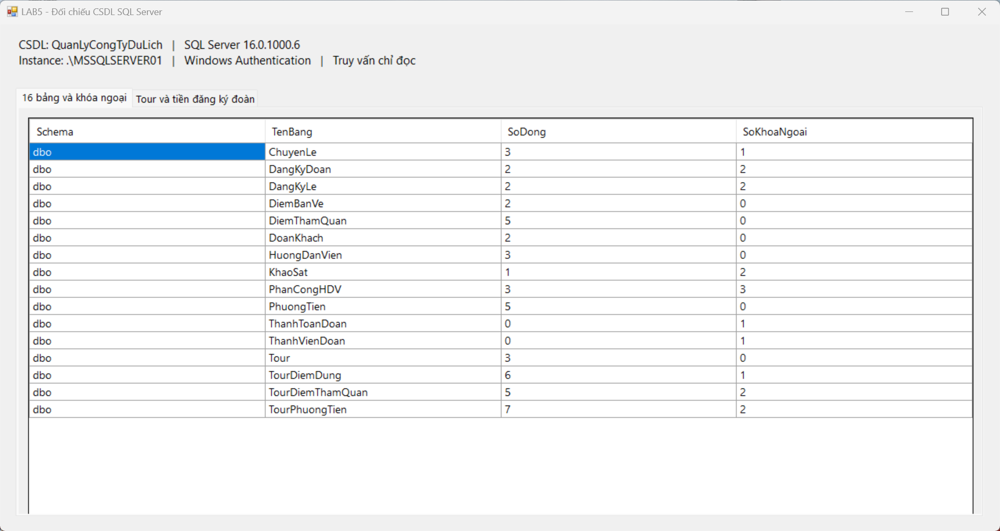 LAB5 - Đối chiếu CSDL SQL Server
CSDL: QuanLyCongTyDuLich | SQL Server 16.0.1000.6
Instance: .\MSSQLSERVER01 | Windows Authentication | Truy vấn chỉ đọc
16 bảng và khóa ngoại Tour và tiền đăng ký đoàn
Schema TenBang SoDong SoKhoaNgoai
dbo ChuyenLe 3 1
dbo DangKyDoan 2 2
dbo DangKyLe 2 2
dbo DiemBanVe 2 0
dbo DiemThamQuan 5 0
dbo DoanKhach 2 0
dbo HuongDanVien 3 0
dbo KhaoSat 1 2
dbo PhanCongHDV 3 3
dbo PhuongTien 5 0
dbo ThanhToanDoan 0 1
dbo ThanhVienDoan 0 1
dbo Tour 3 0
dbo TourDiemDung 6 1
dbo TourDiemThamQuan 5 2
dbo TourPhuongTien 7 2